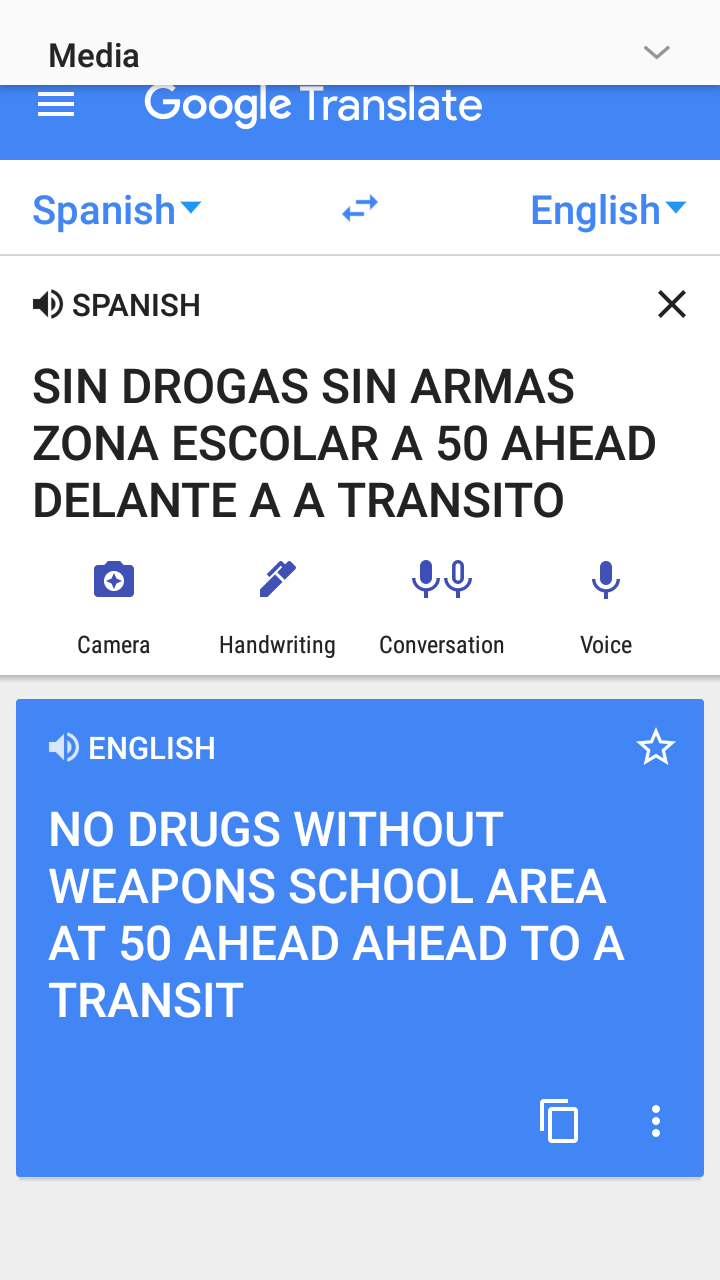 Media
Google Translate
Spanish English
SPANISH
SIN DROGAS SIN ARMAS
ZONA ESCOLAR A 50 AHEAD
DELANTE A A TRANSITO
Camera Handwriting Conversation Voice
ENGLISH
NO DRUGS WITHOUT
WEAPONS SCHOOL AREA
AT 50 AHEAD AHEAD TO A
TRANSIT